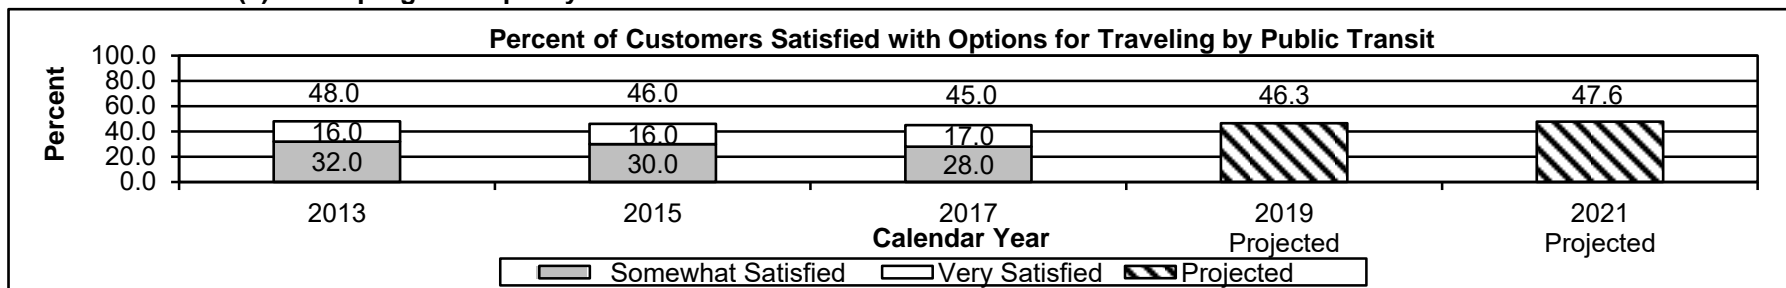 Percent of Customers Satisfied with Options for Traveling by Public Transit
Percent
100.0
80.0
60.0
40.0
20.0
0.0
48.0 46.0 45.0 46.3 47.6
16.0 16.0 17.0
32.0 30.0 28.0
2013 2015 2017 2019 2021
Projected Projected
Calendar Year
Somewhat Satisfied Very Satisfied Projected